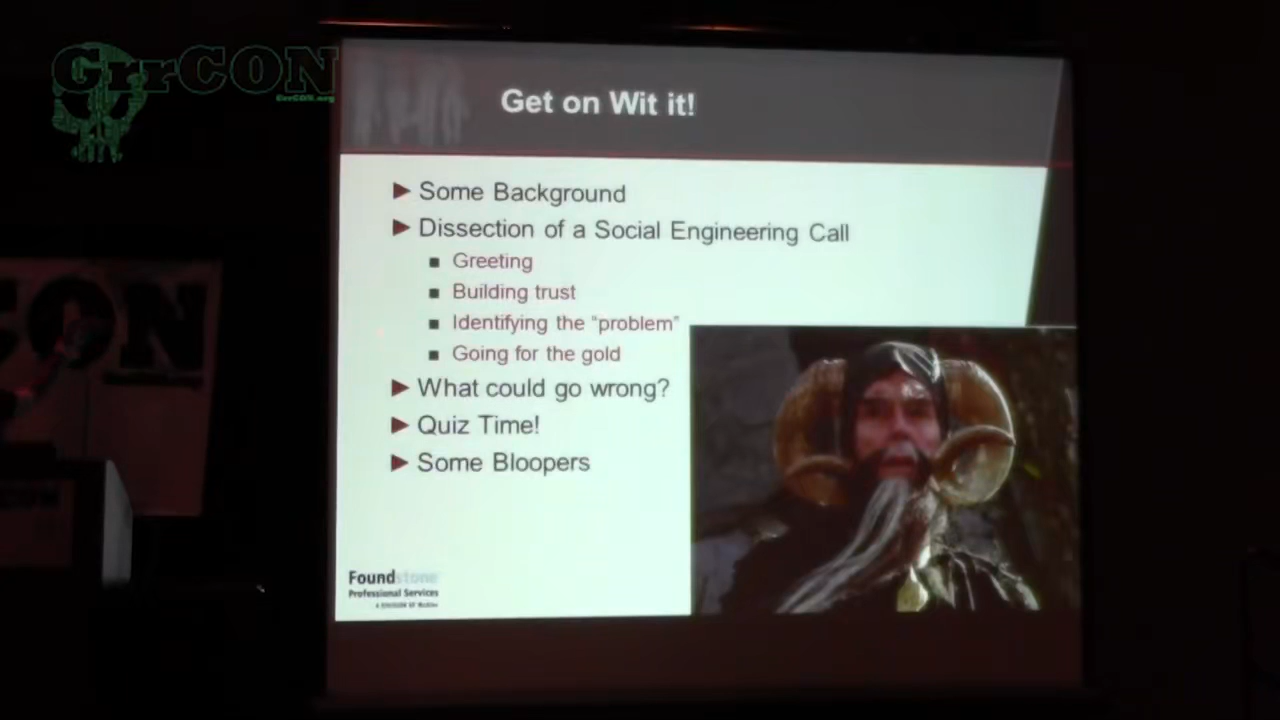 GrrCON
GrrCON.org
Get on Wit it!
Some Background
Dissection of a Social Engineering Call
Greeting
Building trust
Identifying the “problem”
Going for the gold
What could go wrong?
Quiz Time!
Some Bloopers
Foundstone
Professional Services
A DIVISION OF McAfee
CON